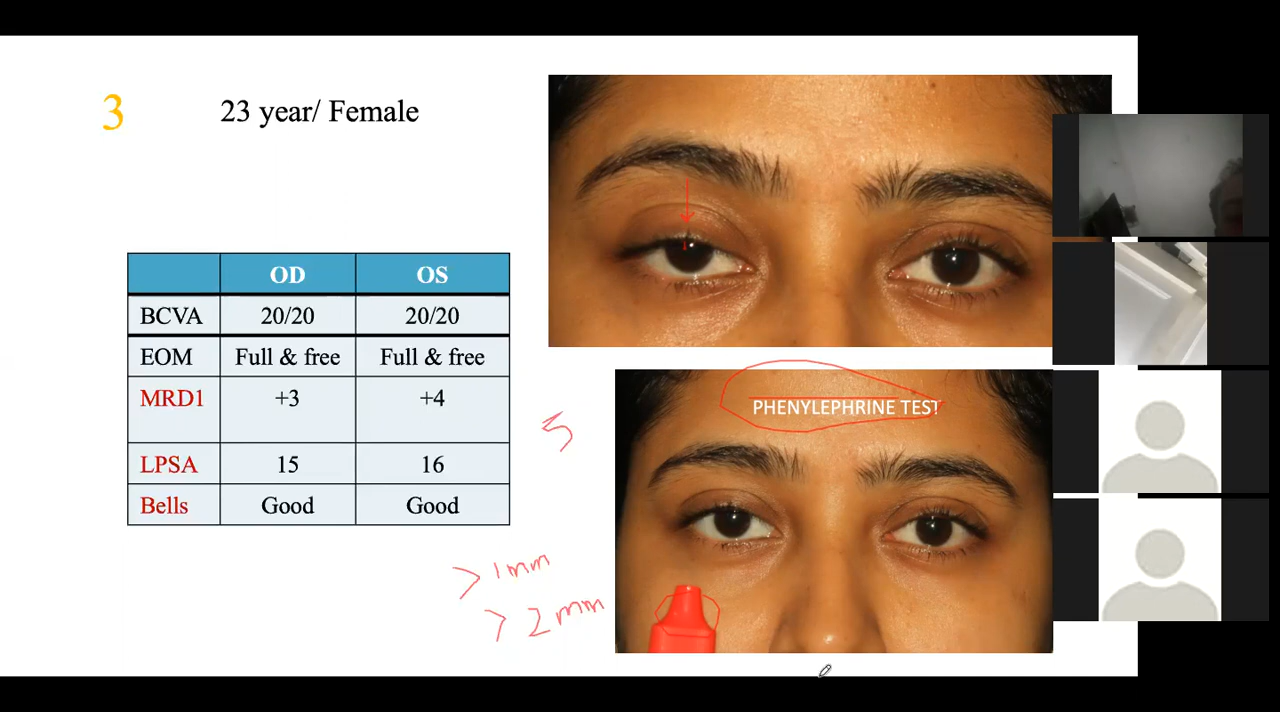 3 23 year/ Female
OD OS
BCVA 20/20 20/20
EOM Full & free Full & free
MRD1 +3 +4
LPSA 15 16
Bells Good Good
PHENYLEPHRINE TEST
5
> 1mm
> 2mm